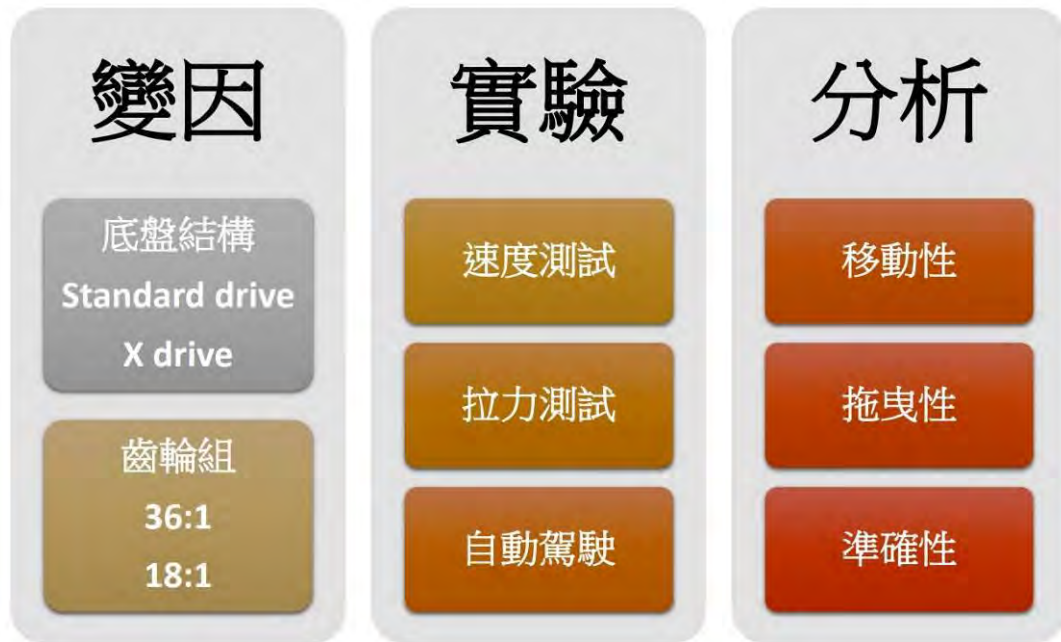 變因
底盤結構
Standard drive
X drive
齒輪組
36:1
18:1
實驗
速度測試
拉力測試
自動駕駛
分析
移動性
拖曳性
準確性